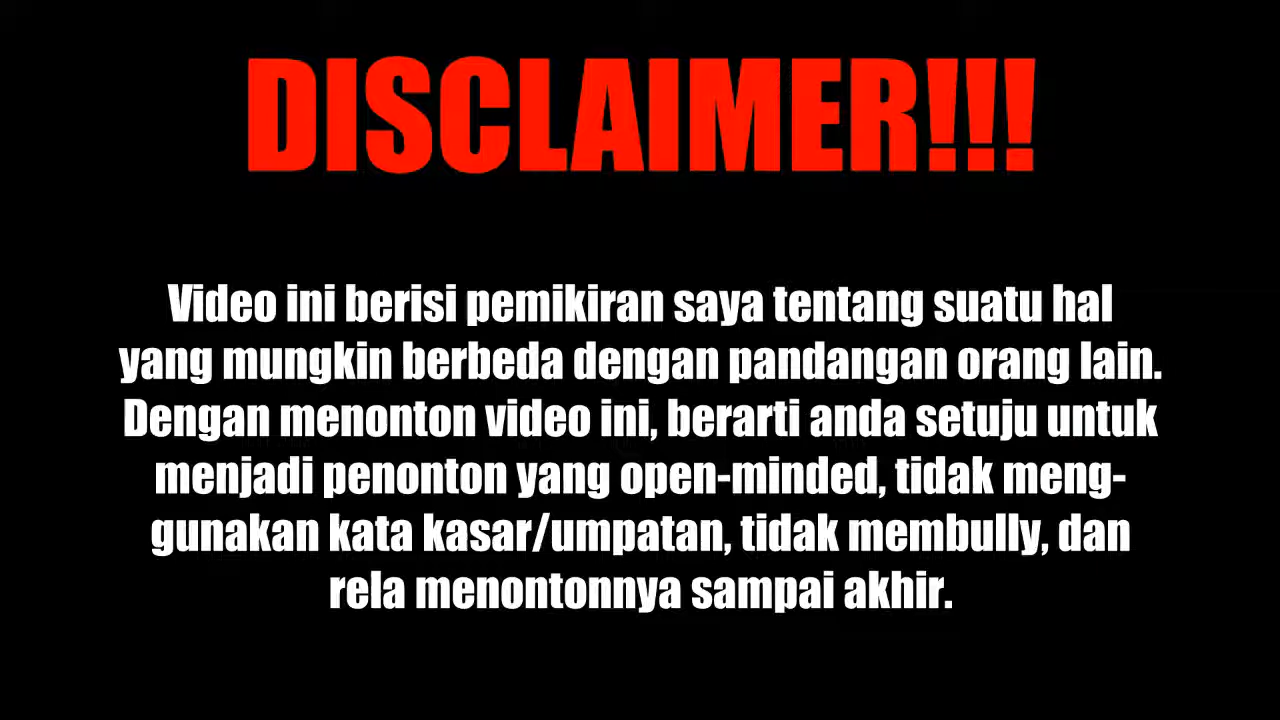 DISCLAIMER!!!
Video ini berisi pemikiran saya tentang suatu hal
yang mungkin berbeda dengan pandangan orang lain.
Dengan menonton video ini, berarti anda setuju untuk
menjadi penonton yang open-minded, tidak meng-
gunakan kata kasar/umpatan, tidak membully, dan
rela menontonnya sampai akhir.